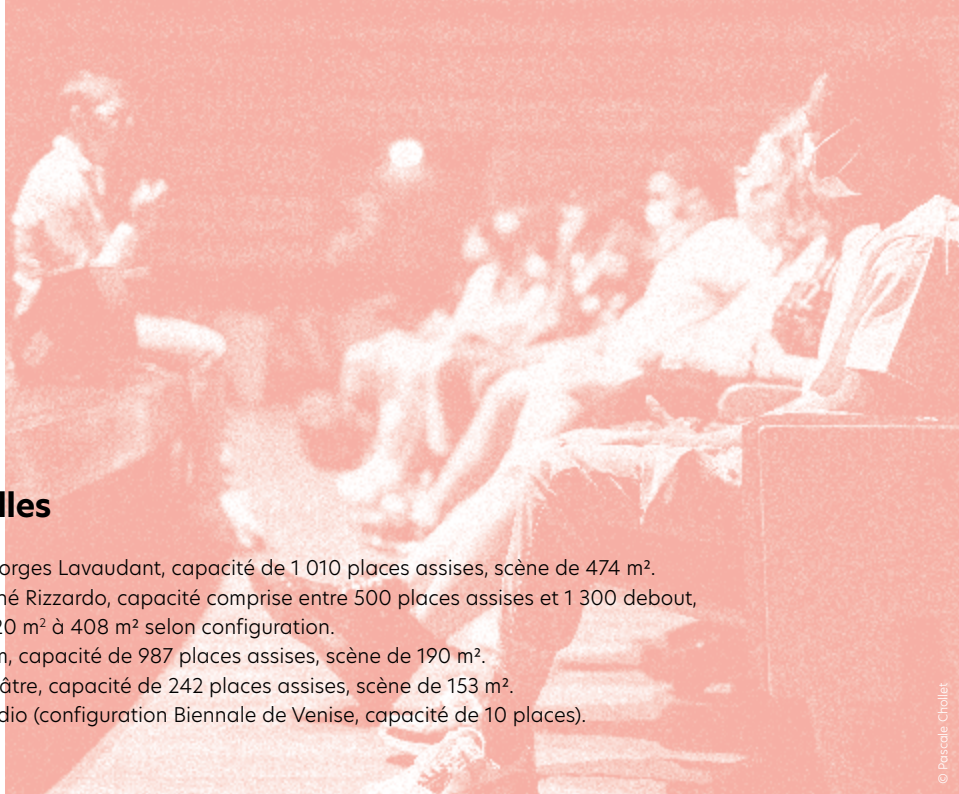 lles
orges Lavaudant, capacité de 1 010 places assises, scène de 474 m².
né Rizzardo, capacité comprise entre 500 places assises et 1 300 debout,
20 m² à 408 m² selon configuration.
m, capacité de 987 places assises, scène de 190 m².
âtre, capacité de 242 places assises, scène de 153 m².
dio (configuration Biennale de Venise, capacité de 10 places).
© Pascale Chollet